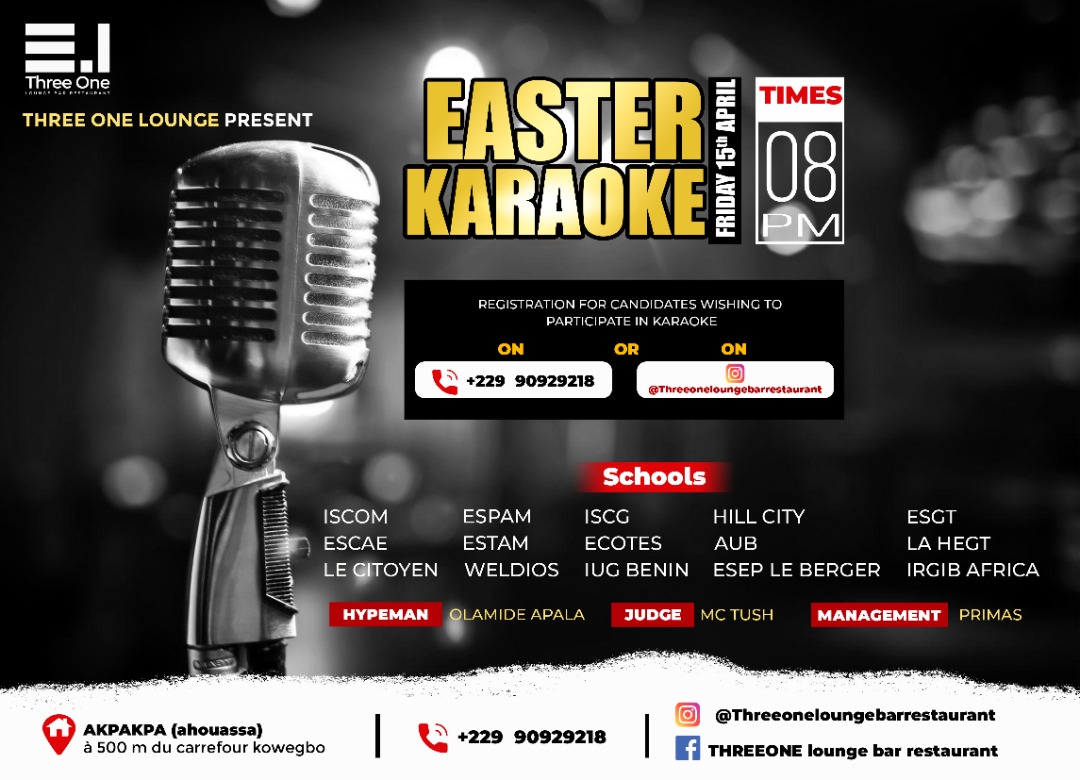 Three One
LOUNGE BAR RESTAURANT
THREE ONE LOUNGE PRESENT
EASTER
KARAOKE
FRIDAY 15th APRIL
TIMES
08
PM
REGISTRATION FOR CANDIDATES WISHING TO
PARTICIPATE IN KARAOKE
ON OR ON
+229 90929218
@Threeoneloungebarrestaurant
Schools
ISCOM ESPAM ISCG HILL CITY ESGT
ESCAE ESTAM ECOTES AUB LA HEGT
LE CITOYEN WELDIOS IUG BENIN ESEP LE BERGER IRGIB AFRICA
HYPEMAN OLAMIDE APALA JUDGE MC TUSH MANAGEMENT PRIMAS
AKPAKPA (ahouassa)
à 500 m du carrefour kowegbo
+229 90929218
@Threeoneloungebarrestaurant
THREEONE lounge bar restaurant